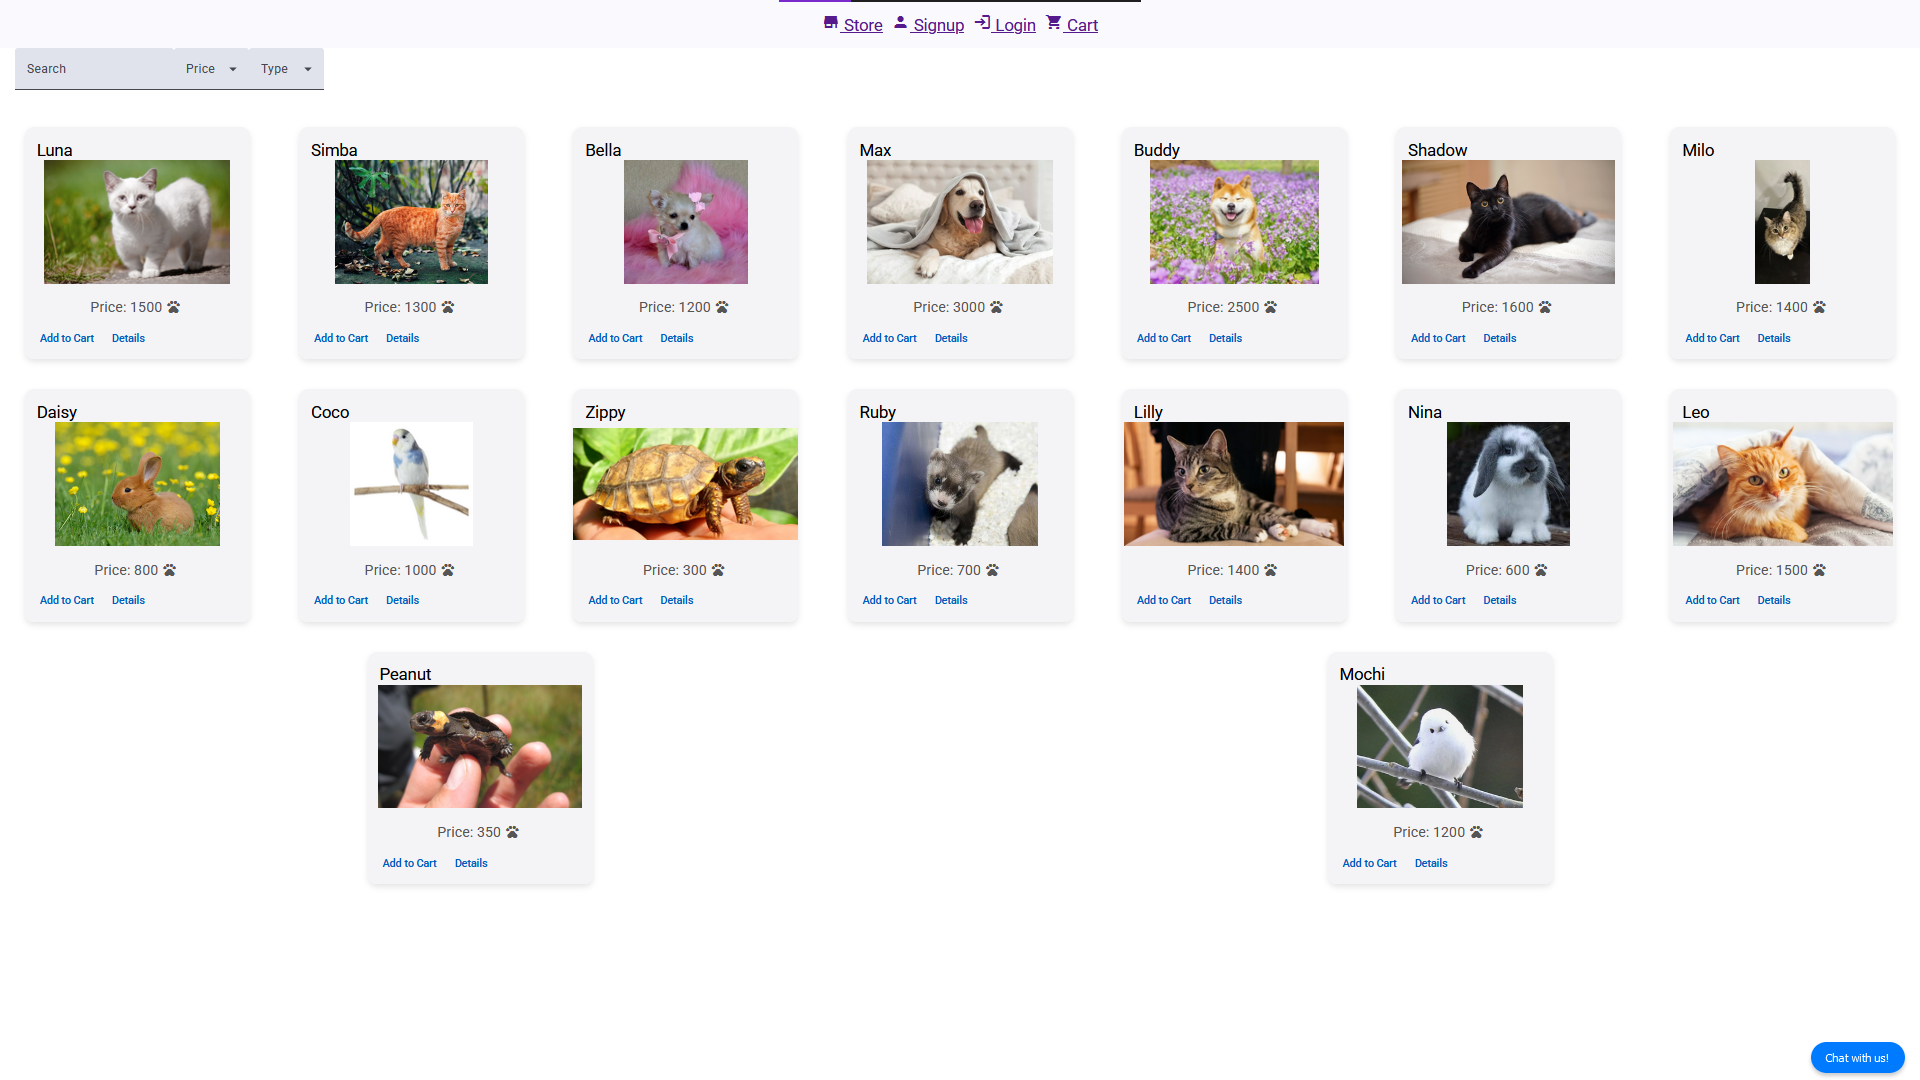 Store Signup Login Cart
Search Price Type
Luna Simba Bella Max Buddy Shadow Milo
Price: 1500 Price: 1300 Price: 1200 Price: 3000 Price: 2500 Price: 1600 Price: 1400
Add to Cart Details Add to Cart Details Add to Cart Details Add to Cart Details Add to Cart Details Add to Cart Details Add to Cart Details
Daisy Coco Zippy Ruby Lilly Nina Leo
Price: 800 Price: 1000 Price: 300 Price: 700 Price: 1400 Price: 600 Price: 1500
Add to Cart Details Add to Cart Details Add to Cart Details Add to Cart Details Add to Cart Details Add to Cart Details Add to Cart Details
Peanut Mochi
Price: 350 Price: 1200
Add to Cart Details Add to Cart Details
Chat with us!